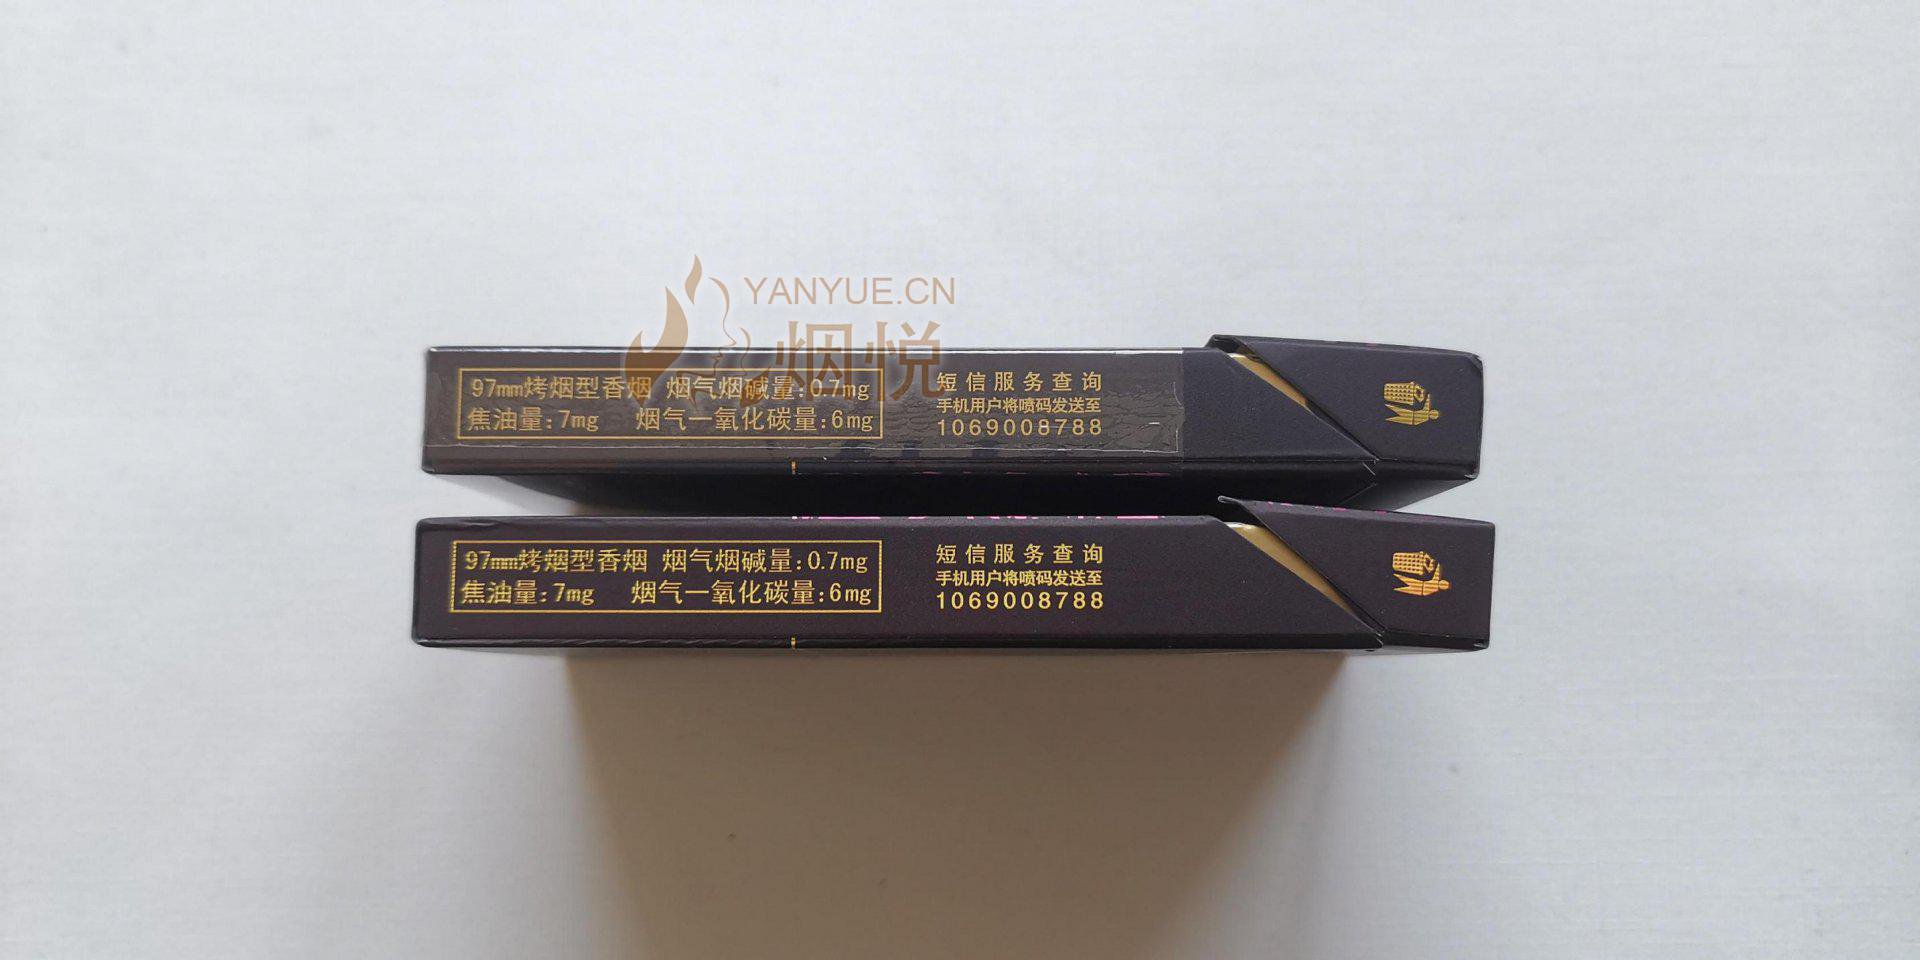 YANYUE.CN
烟悦
97mm烤烟型香烟 烟气烟碱量:0.7mg
焦油量:7mg 烟气一氧化碳量:6mg
短信服务查询
手机用户将喷码发送至
1069008788
97mm烤烟型香烟 烟气烟碱量:0.7mg
焦油量:7mg 烟气一氧化碳量:6mg
短信服务查询
手机用户将喷码发送至
1069008788